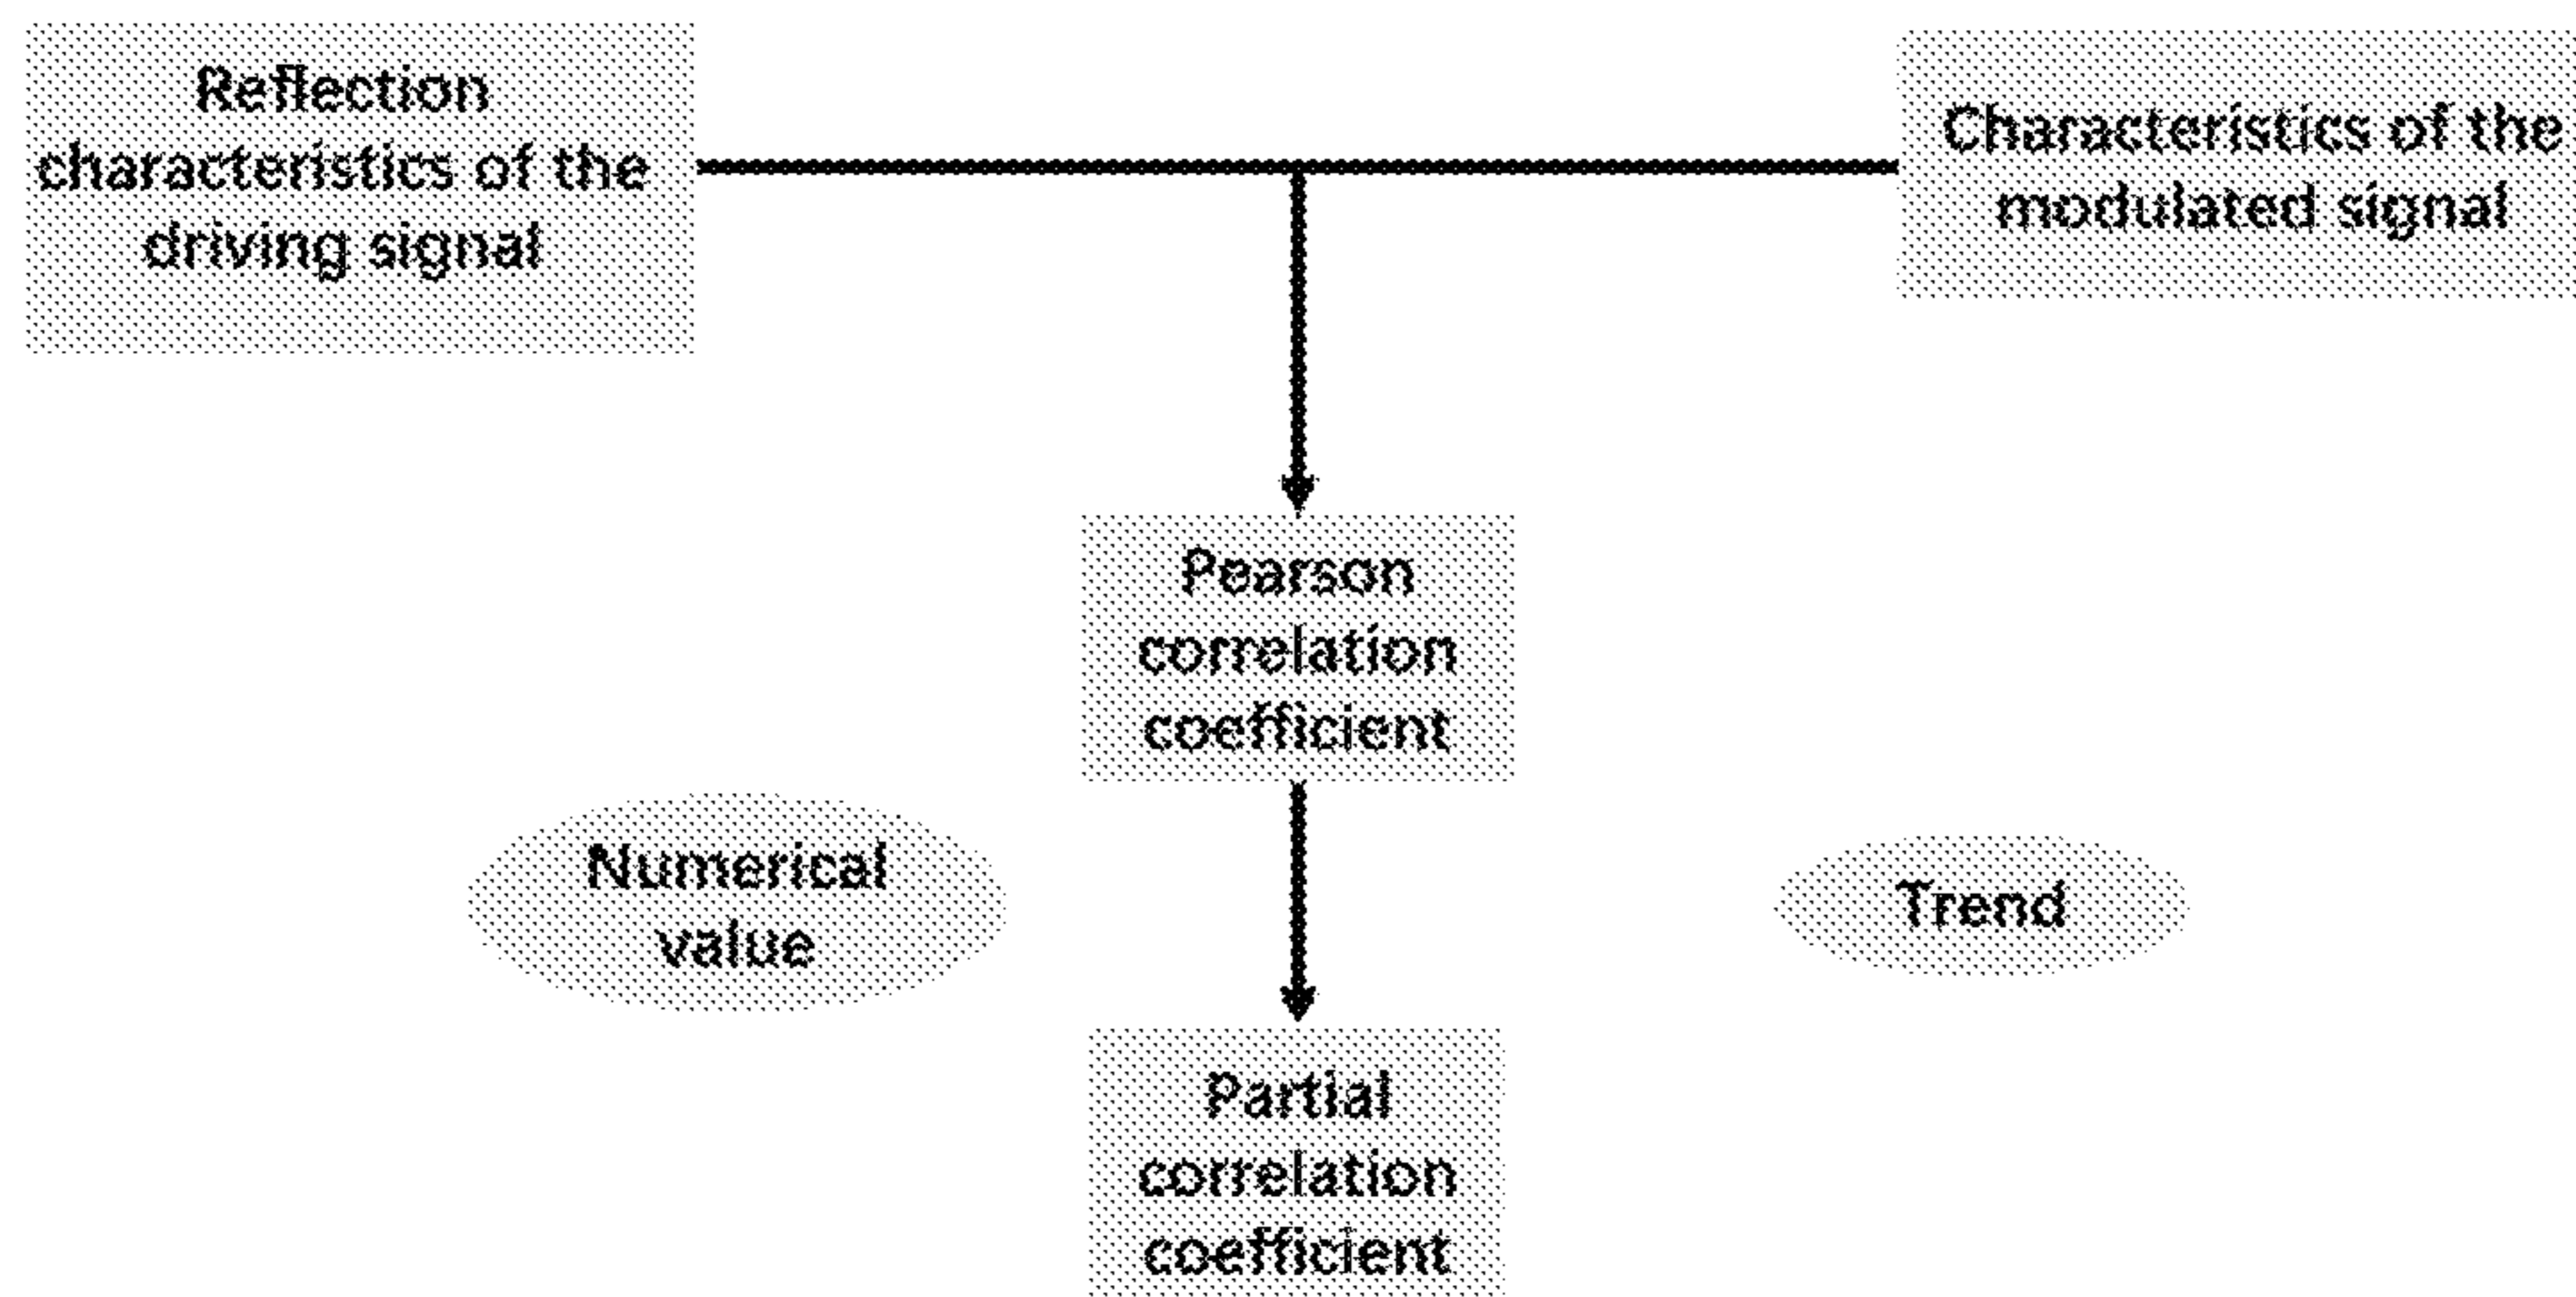 Reflection
characteristics of the
driving signal
Characteristics of the
modulated signal
Pearson
correlation
coefficient
Numerical
value
Trend
Partial
correlation
coefficient